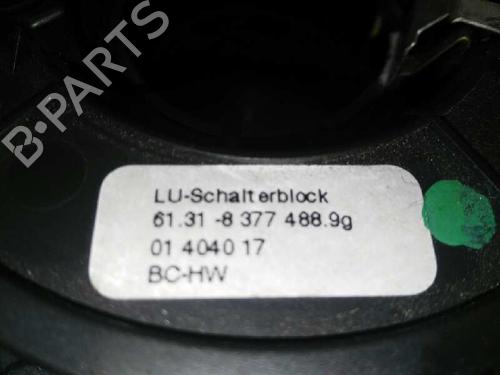 B-PARTS
LU-Schalterblock
61.31 -8 377 488.9g
01 4040 17
BC-HW